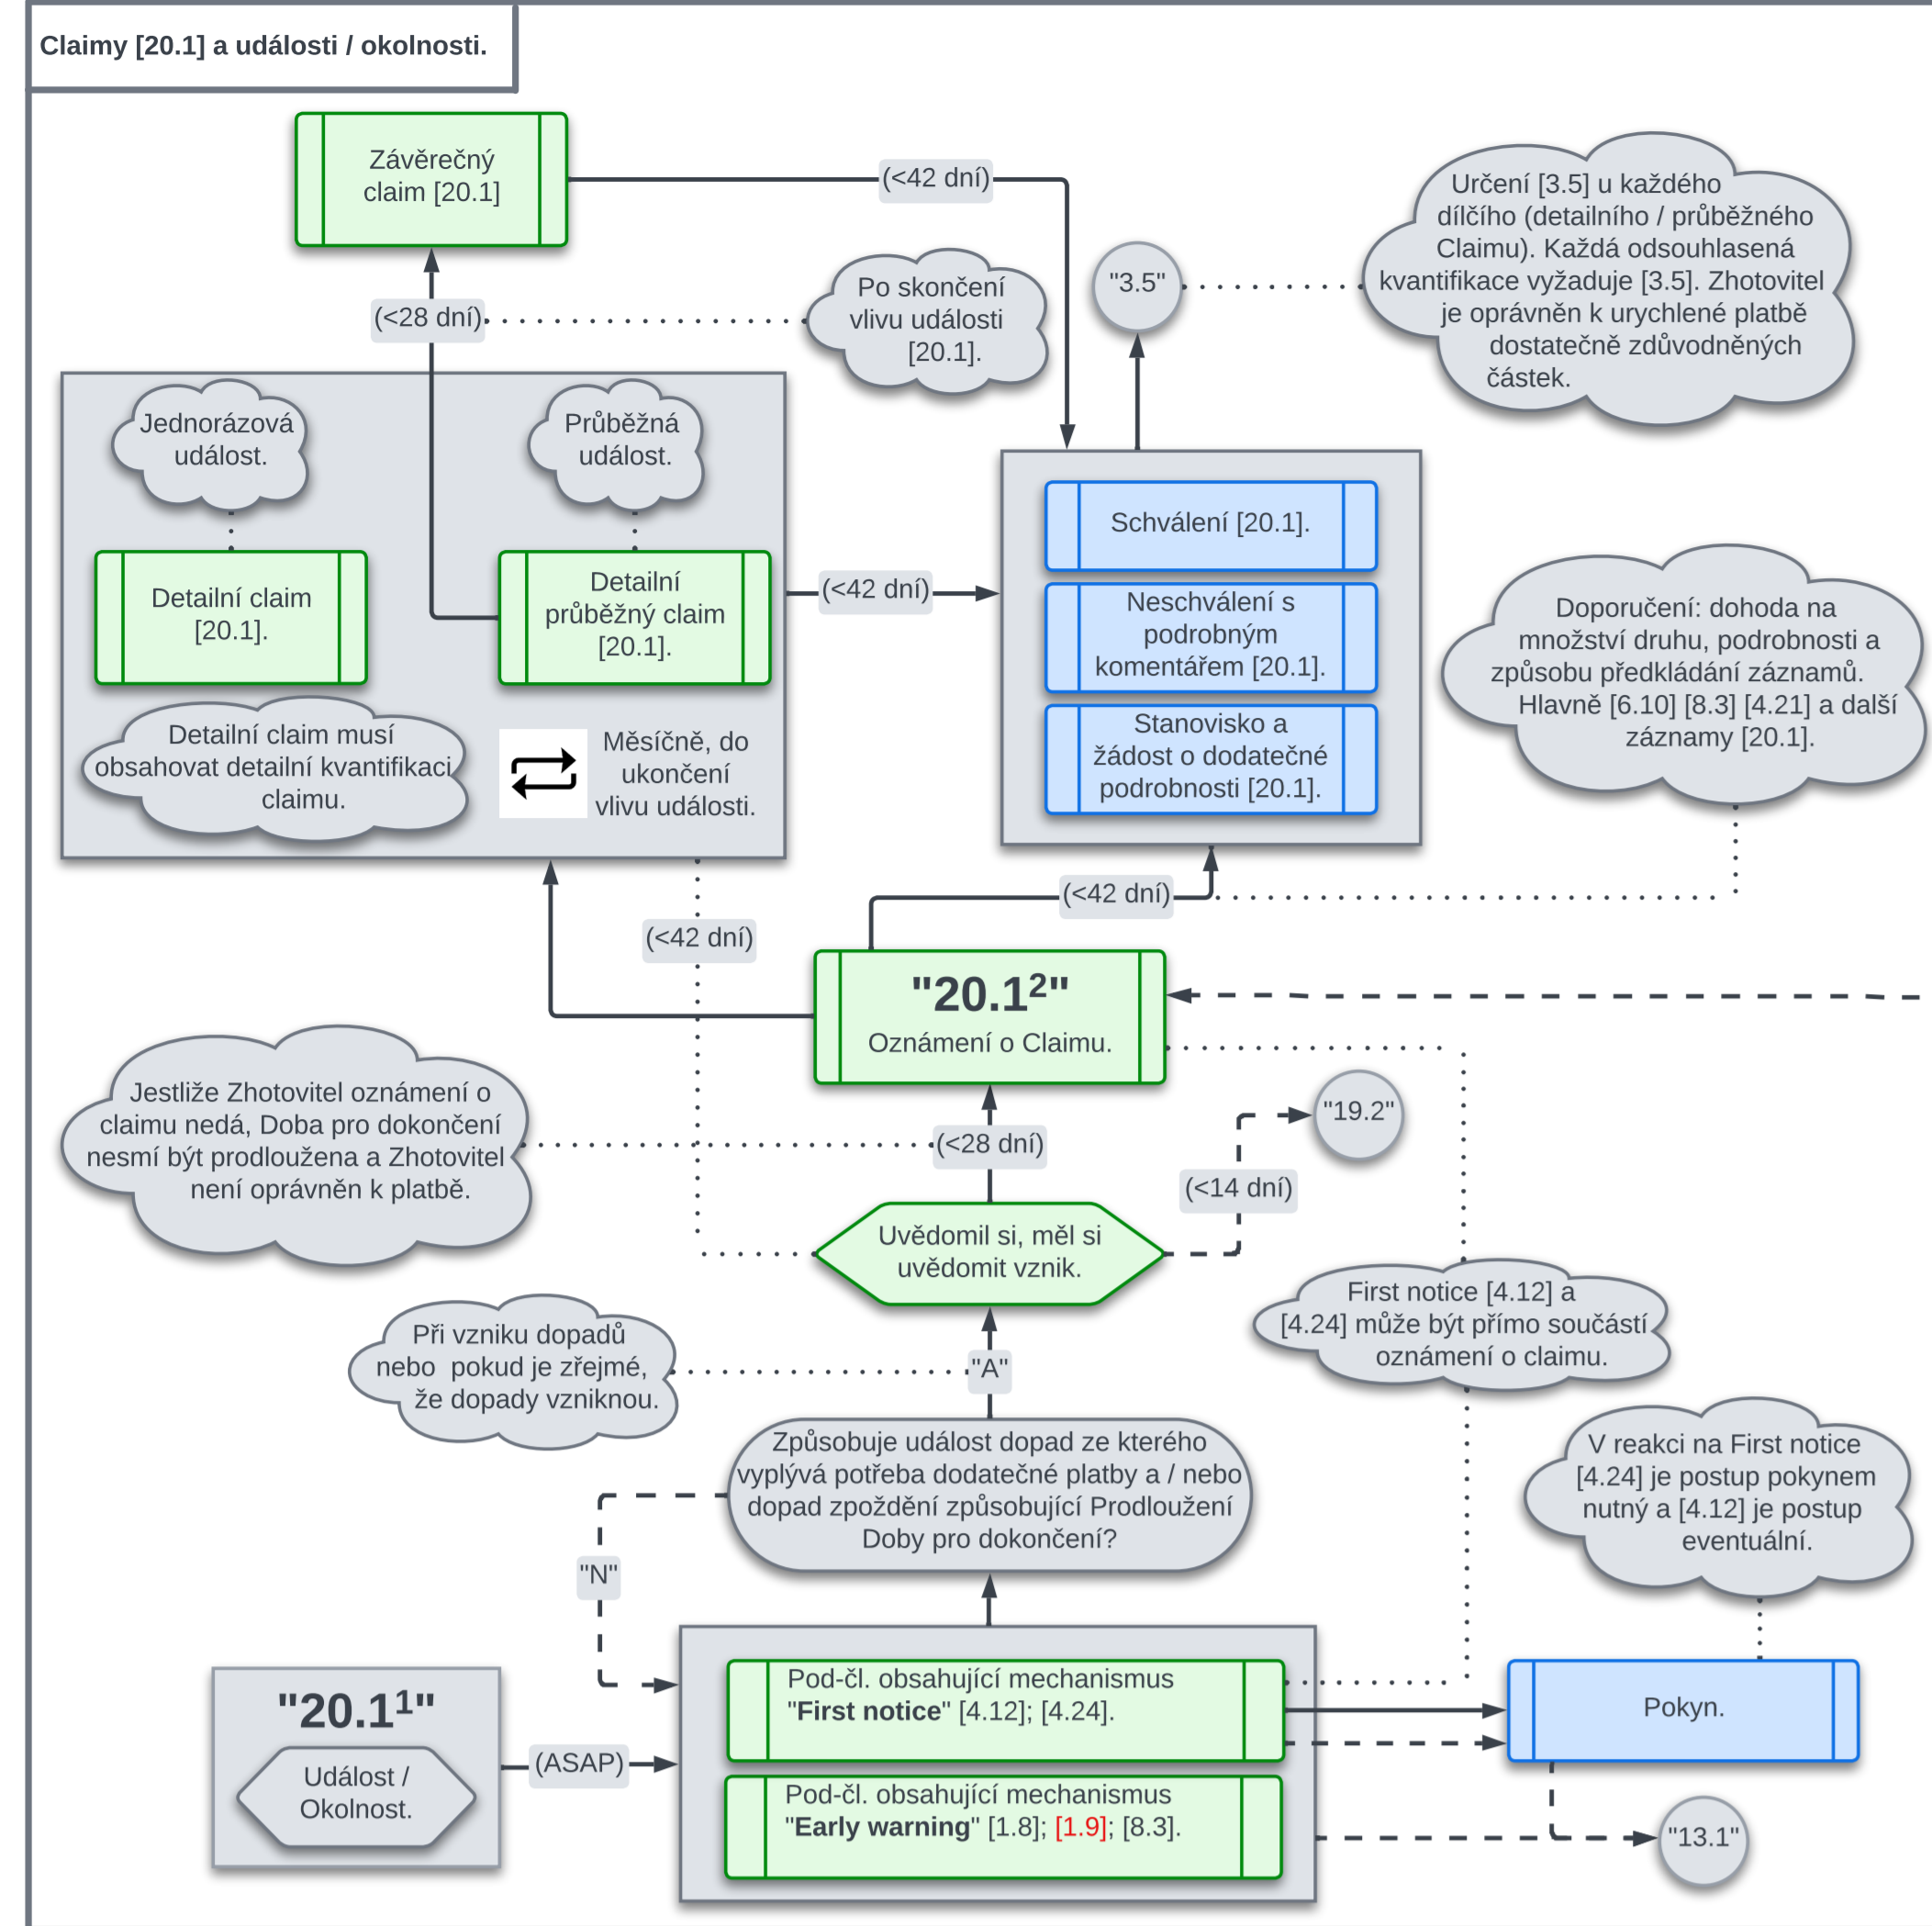 Claimy [20.1] a události / okolnosti.
Závěrečný
claim [20.1]
(<42 dní)
(<28 dní)
Po skončení
vlivu události
[20.1].
"3.5"
Určení [3.5] u každého
dílčího (detailního / průběžného
Claimu). Každá odsouhlasená
kvantifikace vyžaduje [3.5]. Zhotovitel
je oprávněn k urychlené platbě
dostatečně zdůvodněných
částek.
Jednorázová
událost.
Průběžná
událost.
Detailní claim
[20.1].
Detailní
průběžný claim
[20.1].
Detailní claim musí
obsahovat detailní kvantifikaci
claimu.
Měsíčně, do
ukončení
vlivu události.
(<42 dní)
Schválení [20.1].
Neschválení s
podrobným
komentářem [20.1].
Stanovisko a
žádost o dodatečné
podrobnosti [20.1].
Doporučení: dohoda na
množství druhu, podrobnosti a
způsobu předkládání záznamů.
Hlavně [6.10] [8.3] [4.21] a další
záznamy [20.1].
(<42 dní)
(<42 dní)
"20.1²"
Oznámení o Claimu.
Jestliže Zhotovitel oznámení o
claimu nedá, Doba pro dokončení
nesmí být prodloužena a Zhotovitel
není oprávněn k platbě.
(<28 dní)
"19.2"
(<14 dní)
Uvědomil si, měl si
uvědomit vznik.
First notice [4.12] a
[4.24] může být přímo součástí
oznámení o claimu.
Při vzniku dopadů
nebo  pokud je zřejmé,
že dopady vzniknou.
"A"
Způsobuje událost dopad ze kterého
vyplývá potřeba dodatečné platby a / nebo
dopad zpoždění způsobující Prodloužení
Doby pro dokončení?
"N"
V reakci na First notice
[4.24] je postup pokynem
nutný a [4.12] je postup
eventuální.
"20.1¹"
Událost /
Okolnost.
(ASAP)
Pod-čl. obsahující mechanismus
"First notice" [4.12]; [4.24].
Pod-čl. obsahující mechanismus
"Early warning" [1.8]; [1.9]; [8.3].
Pokyn.
"13.1"